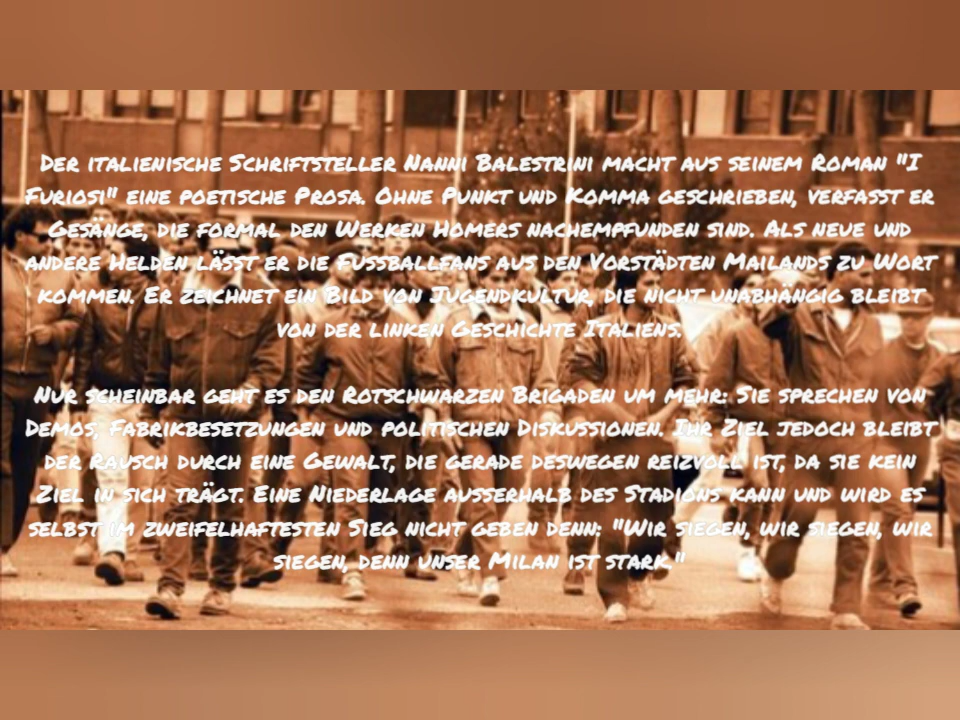 Der italienische Schriftsteller Nanni Balestrini macht aus seinem Roman "I
Furiosi" eine poetische Prosa. Ohne Punkt und Komma geschrieben, verfasst er
Gesänge, die formal den Werken Homers nachempfunden sind. Als neue und
andere Helden lässt er die Fussballfans aus den Vorstädten Mailands zu Wort
kommen. Er zeichnet ein Bild von Jugendkultur, die nicht unabhängig bleibt
von der linken Geschichte Italiens.
Nur scheinbar geht es den Rotschwarzen Brigaden um mehr: Sie sprechen von
Demos, Fabrikbesetzungen und politischen Diskussionen. Ihr Ziel jedoch bleibt
der Rausch durch eine Gewalt, die gerade deswegen reizvoll ist, da sie kein
Ziel in sich trägt. Eine Niederlage ausserhalb des Stadions kann und wird es
selbst im zweifelhaftesten Sieg nicht geben denn: "Wir siegen, wir siegen, wir
siegen, denn unser Milan ist stark."